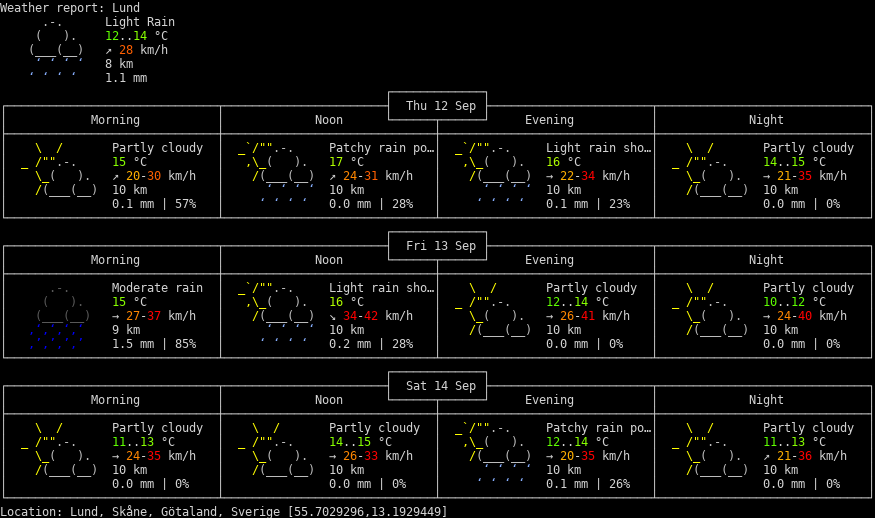 Weather report: Lund
Light Rain
12..14 °C
↗ 28 km/h
8 km
1.1 mm
Thu 12 Sep
Morning Noon Evening Night
Partly cloudy Patchy rain po… Light rain sho… Partly cloudy
15 °C 17 °C 16 °C 14..15 °C
↗ 20-30 km/h ↗ 24-31 km/h → 22-34 km/h → 21-35 km/h
10 km 10 km 10 km 10 km
0.1 mm | 57% 0.0 mm | 28% 0.1 mm | 23% 0.0 mm | 0%
Fri 13 Sep
Morning Noon Evening Night
Moderate rain Light rain sho… Partly cloudy Partly cloudy
15 °C 16 °C 12..14 °C 10..12 °C
→ 27-37 km/h ↘ 34-42 km/h → 26-41 km/h → 24-40 km/h
9 km 10 km 10 km 10 km
1.5 mm | 85% 0.2 mm | 28% 0.0 mm | 0% 0.0 mm | 0%
Sat 14 Sep
Morning Noon Evening Night
Partly cloudy Partly cloudy Patchy rain po… Partly cloudy
11..13 °C 14..15 °C 12..14 °C 11..13 °C
→ 24-35 km/h → 26-33 km/h → 20-35 km/h ↗ 21-36 km/h
10 km 10 km 10 km 10 km
0.0 mm | 0% 0.0 mm | 0% 0.1 mm | 26% 0.0 mm | 0%
Location: Lund, Skåne, Götaland, Sverige [55.7029296,13.1929449]